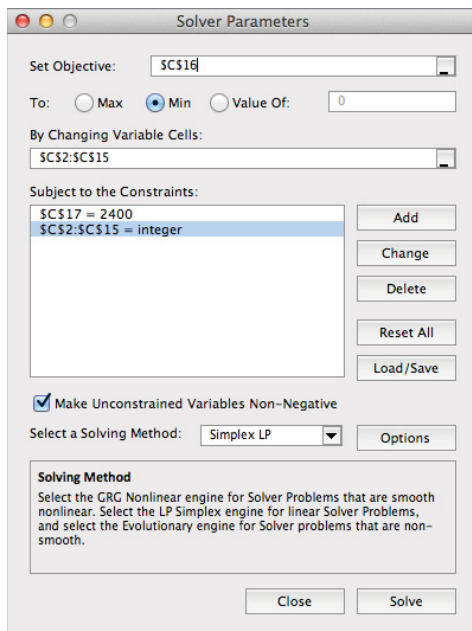 Solver Parameters
Set Objective: $C$16
To: Max Min Value Of: 0
By Changing Variable Cells:
$C$2:$C$15
Subject to the Constraints:
$C$17 = 2400
$C$2:$C$15 = integer
Add
Change
Delete
Reset All
Load/Save
Make Unconstrained Variables Non-Negative
Select a Solving Method: Simplex LP Options
Solving Method
Select the GRG Nonlinear engine for Solver Problems that are smooth
nonlinear. Select the LP Simplex engine for linear Solver Problems,
and select the Evolutionary engine for Solver problems that are non-
smooth.
Close Solve